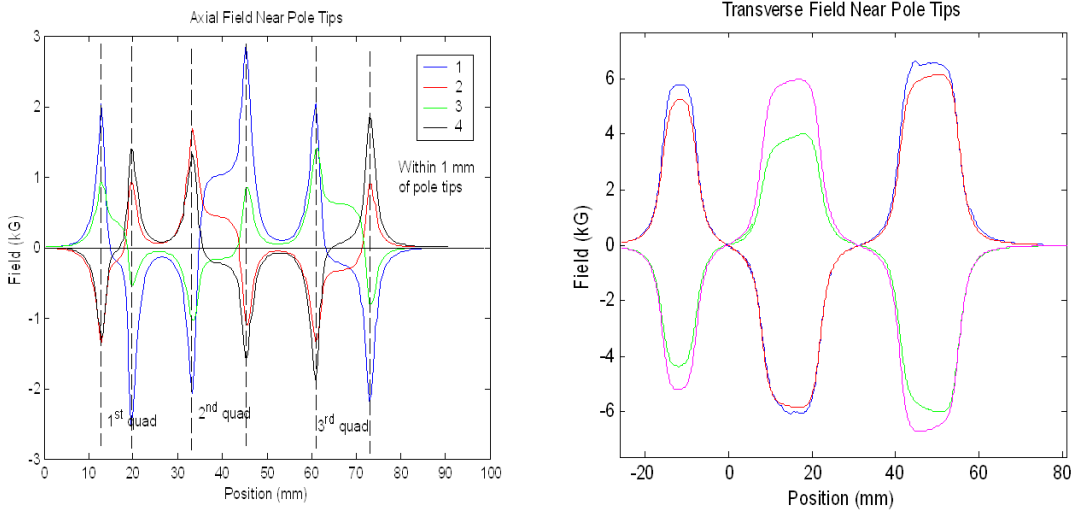 Axial Field Near Pole Tips
3
2
1
0
-1
-2
-3
Field (kG)
1
2
3
4
Within 1 mm
of pole tips
1st quad
2nd quad
3rd quad
0 10 20 30 40 50 60 70 80 90 100
Position (mm)
Transverse Field Near Pole Tips
6
4
2
0
-2
-4
-6
Field (kG)
-20 0 20 40 60 80
Position (mm)